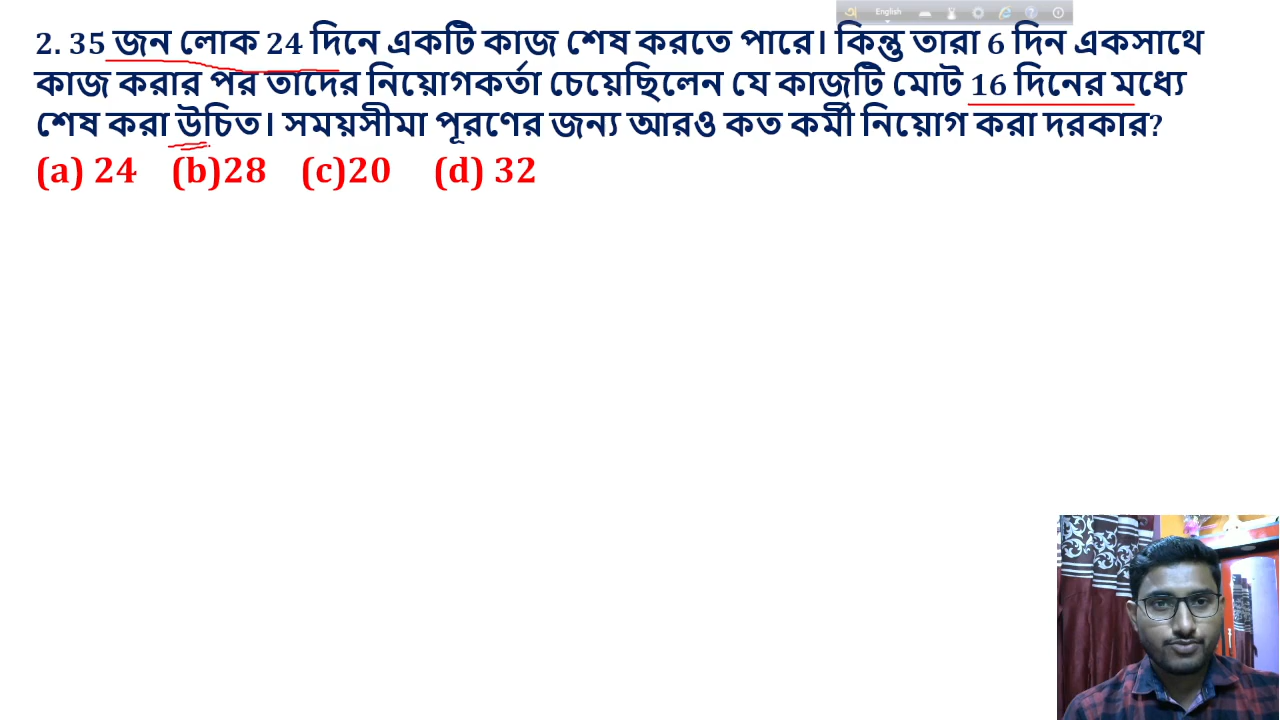 English
2. 35 জন লোক 24 দিনে একটি কাজ শেষ করতে পারে। কিন্তু তারা 6 দিন একসাথে
কাজ করার পর তাদের নিয়োগকর্তা চেয়েছিলেন যে কাজটি মোট 16 দিনের মধ্যে
শেষ করা উচিত। সময়সীমা পূরণের জন্য আরও কত কর্মী নিয়োগ করা দরকার?
(a) 24 (b)28 (c)20 (d) 32